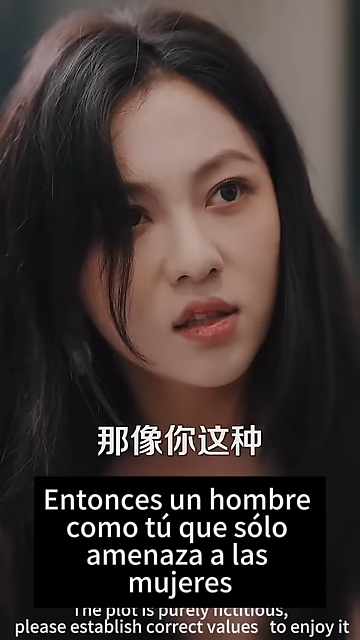 那像你这种
Entonces un hombre
como tú que sólo
amenaza a las
mujeres
The plot is purely fictitious,
please establish correct values to enjoy it